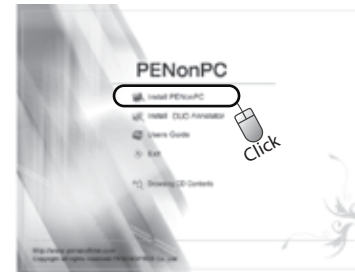 PENonPC
Install PENonPC
Install DUO Annotator
Users Guide
Exit
Browsing CD Contents
Click